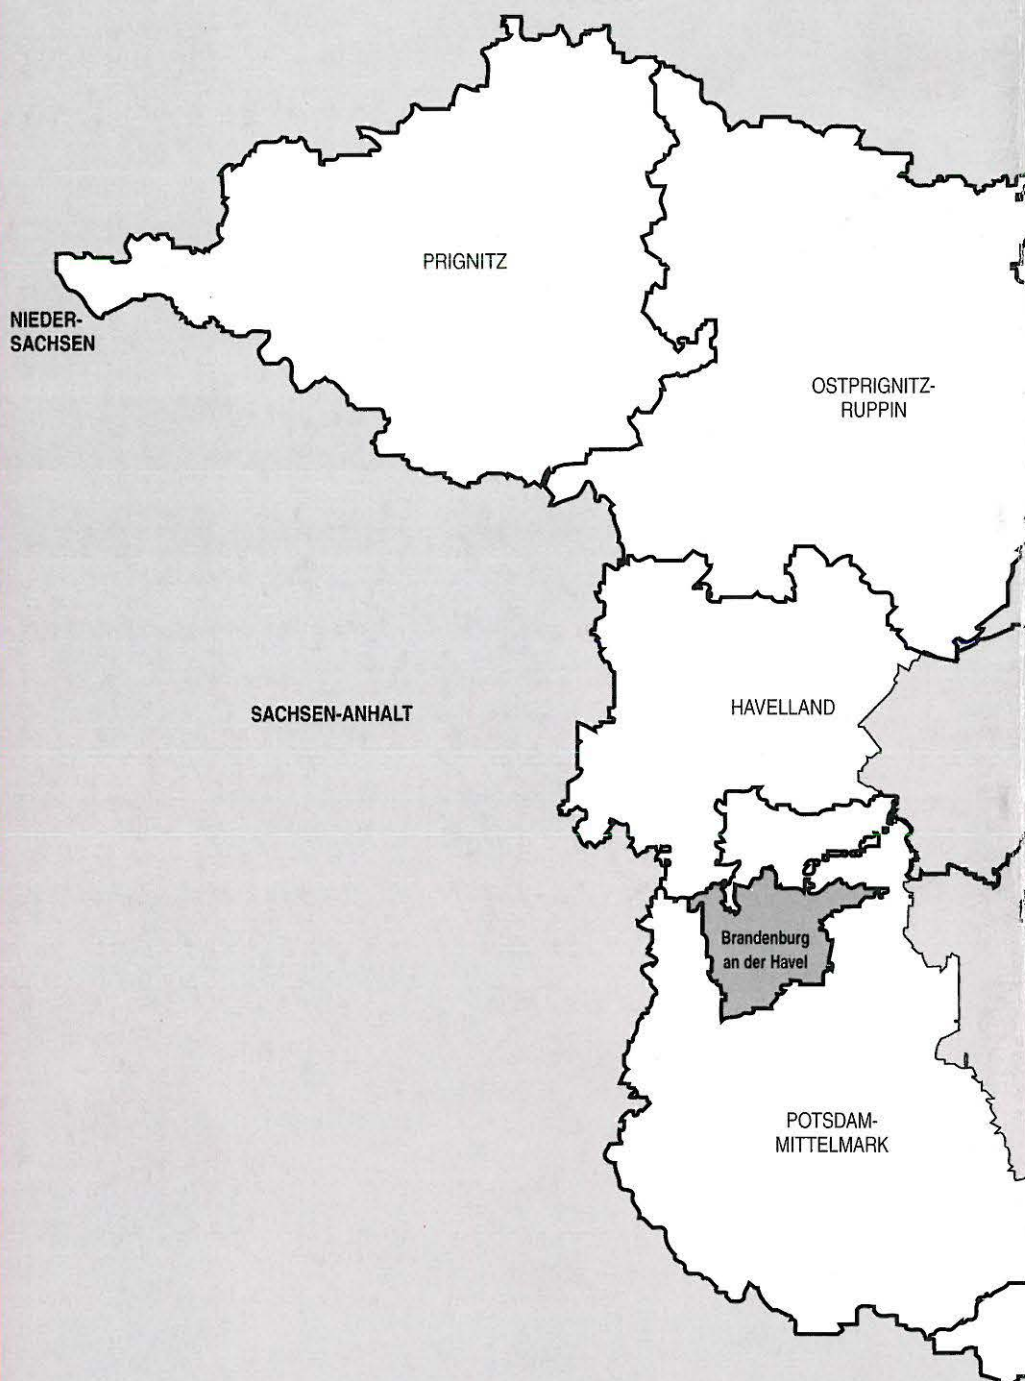 PRIGNITZ
NIEDER-
SACHSEN
OSTPRIGNITZ-
RUPPIN
SACHSEN-ANHALT
HAVELLAND
Brandenburg
an der Havel
POTSDAM-
MITTELMARK